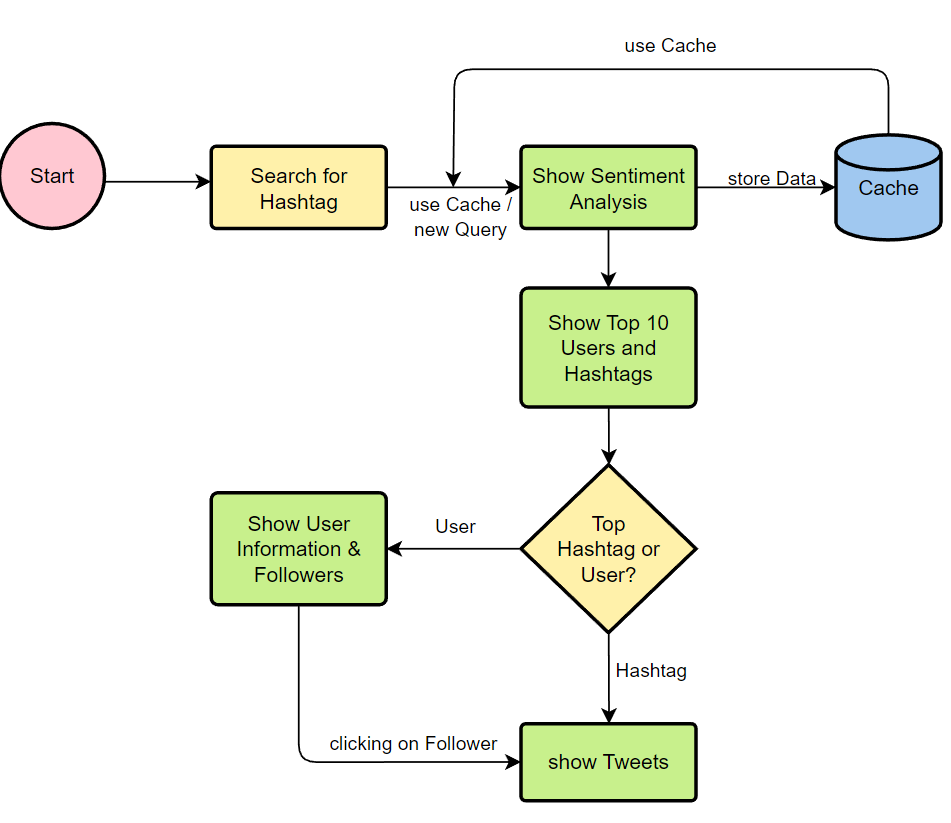 use Cache
Start
Search for
Hashtag
use Cache /
new Query
Show Sentiment
Analysis
store Data
Cache
Show Top 10
Users and
Hashtags
Top
Hashtag or
User?
User
Show User
Information &
Followers
Hashtag
clicking on Follower
show Tweets